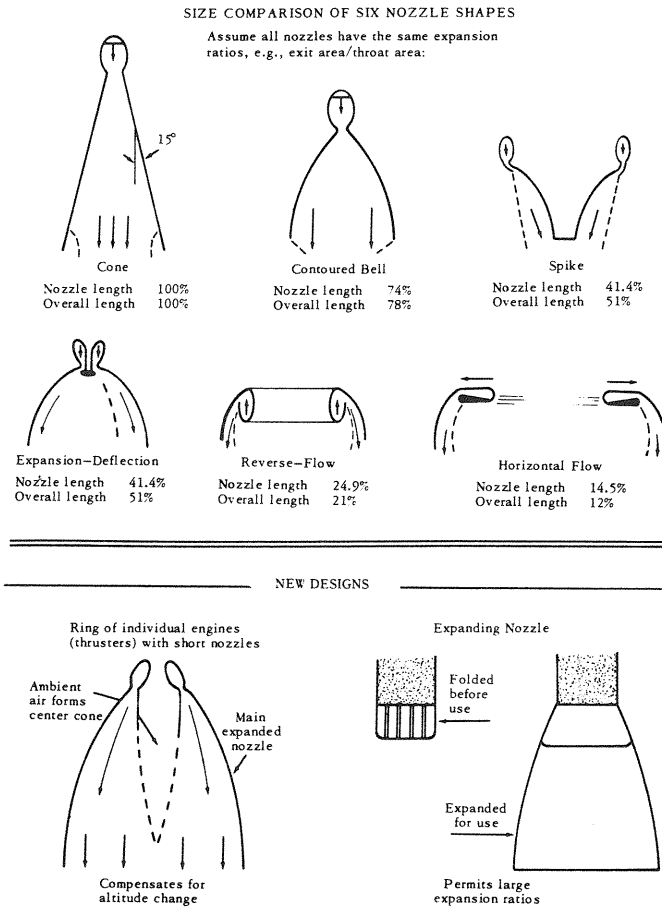 SIZE COMPARISON OF SIX NOZZLE SHAPES
Assume all nozzles have the same expansion
ratios, e.g., exit area/throat area:
15°
Cone
Nozzle length 100%
Overall length 100%
Contoured Bell
Nozzle length 74%
Overall length 78%
Spike
Nozzle length 41.4%
Overall length 51%
Expansion-Deflection
Nozzle length 41.4%
Overall length 51%
Reverse-Flow
Nozzle length 24.9%
Overall length 21%
Horizontal Flow
Nozzle length 14.5%
Overall length 12%
NEW DESIGNS
Ring of individual engines
(thrusters) with short nozzles
Ambient
air forms
center cone
Main
expanded
nozzle
Compensates for
altitude change
Expanding Nozzle
Folded
before
use
Expanded
for use
Permits large
expansion ratios